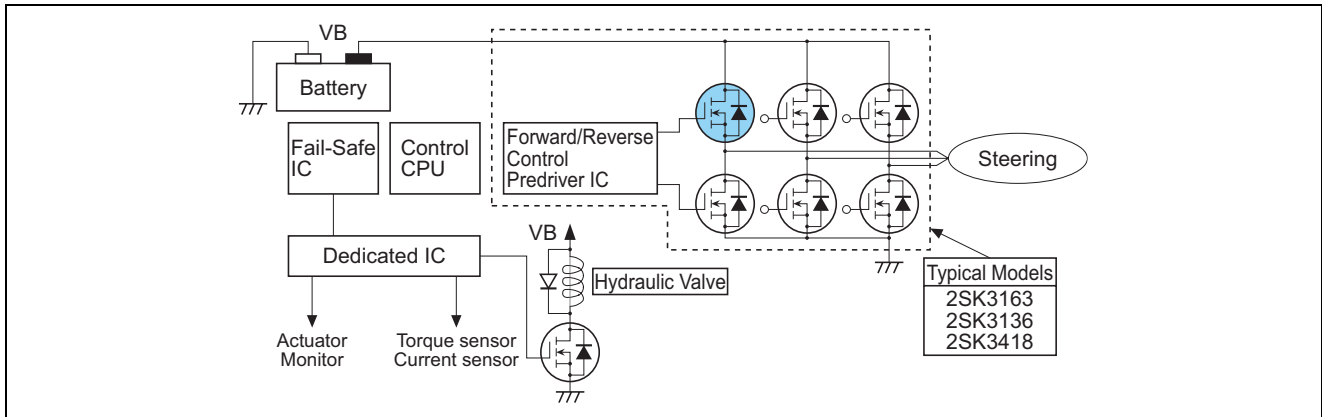 VB
Battery
Fail-Safe
IC
Control
CPU
Forward/Reverse
Control
Predriver IC
Steering
Dedicated IC
VB
Hydraulic Valve
Actuator
Monitor
Torque sensor
Current sensor
Typical Models
2SK3163
2SK3136
2SK3418